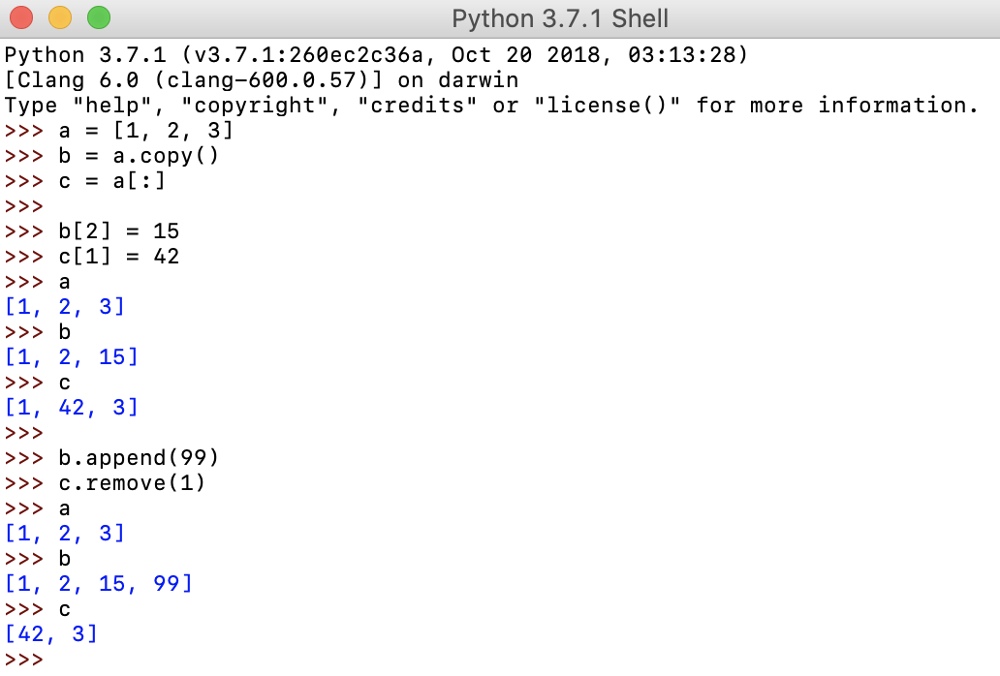 Python 3.7.1 Shell
Python 3.7.1 (v3.7.1:260ec2c36a, Oct 20 2018, 03:13:28)
[Clang 6.0 (clang-600.0.57)] on darwin
Type "help", "copyright", "credits" or "license()" for more information.
>>> a = [1, 2, 3]
>>> b = a.copy()
>>> c = a[:]
>>>
>>> b[2] = 15
>>> c[1] = 42
>>> a
[1, 2, 3]
>>> b
[1, 2, 15]
>>> c
[1, 42, 3]
>>>
>>> b.append(99)
>>> c.remove(1)
>>> a
[1, 2, 3]
>>> b
[1, 2, 15, 99]
>>> c
[42, 3]
>>>